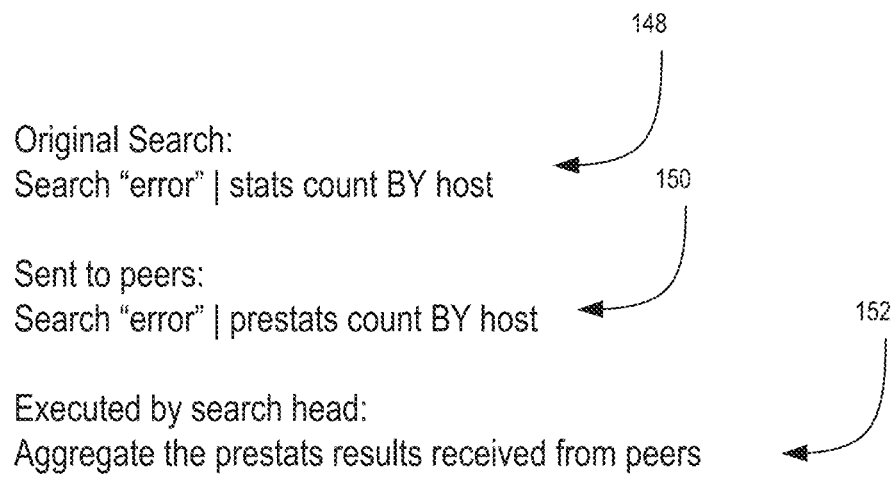 148
Original Search:
Search “error” | stats count BY host
150
Sent to peers:
Search “error” | prestats count BY host
152
Executed by search head:
Aggregate the prestats results received from peers